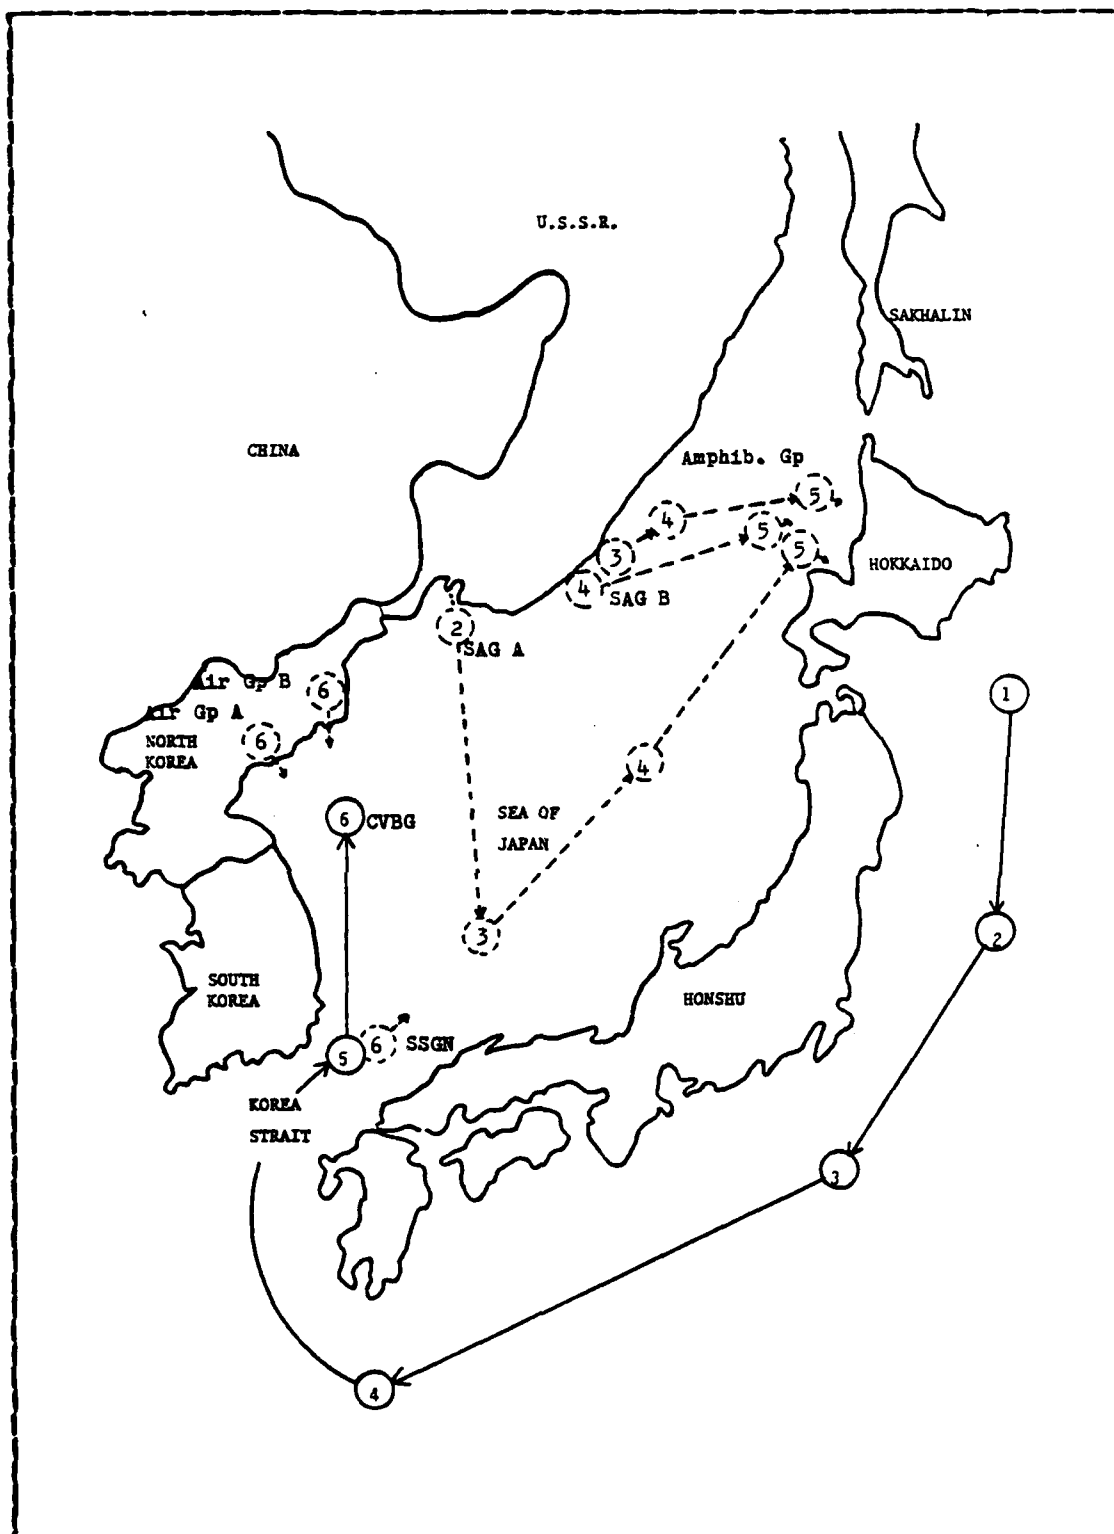 U.S.S.R.
SAKHALIN
CHINA
Amphib. Gp
5
4
5
5
3
HOKKAIDO
4
SAG B
2
SAG A
Air Gp B
6
1
Air Gp A
6
NORTH
KOREA
4
6
CVBG
SEA OF
JAPAN
3
2
SOUTH
KOREA
HONSHU
5
6
SSGN
KOREA
STRAIT
3
4